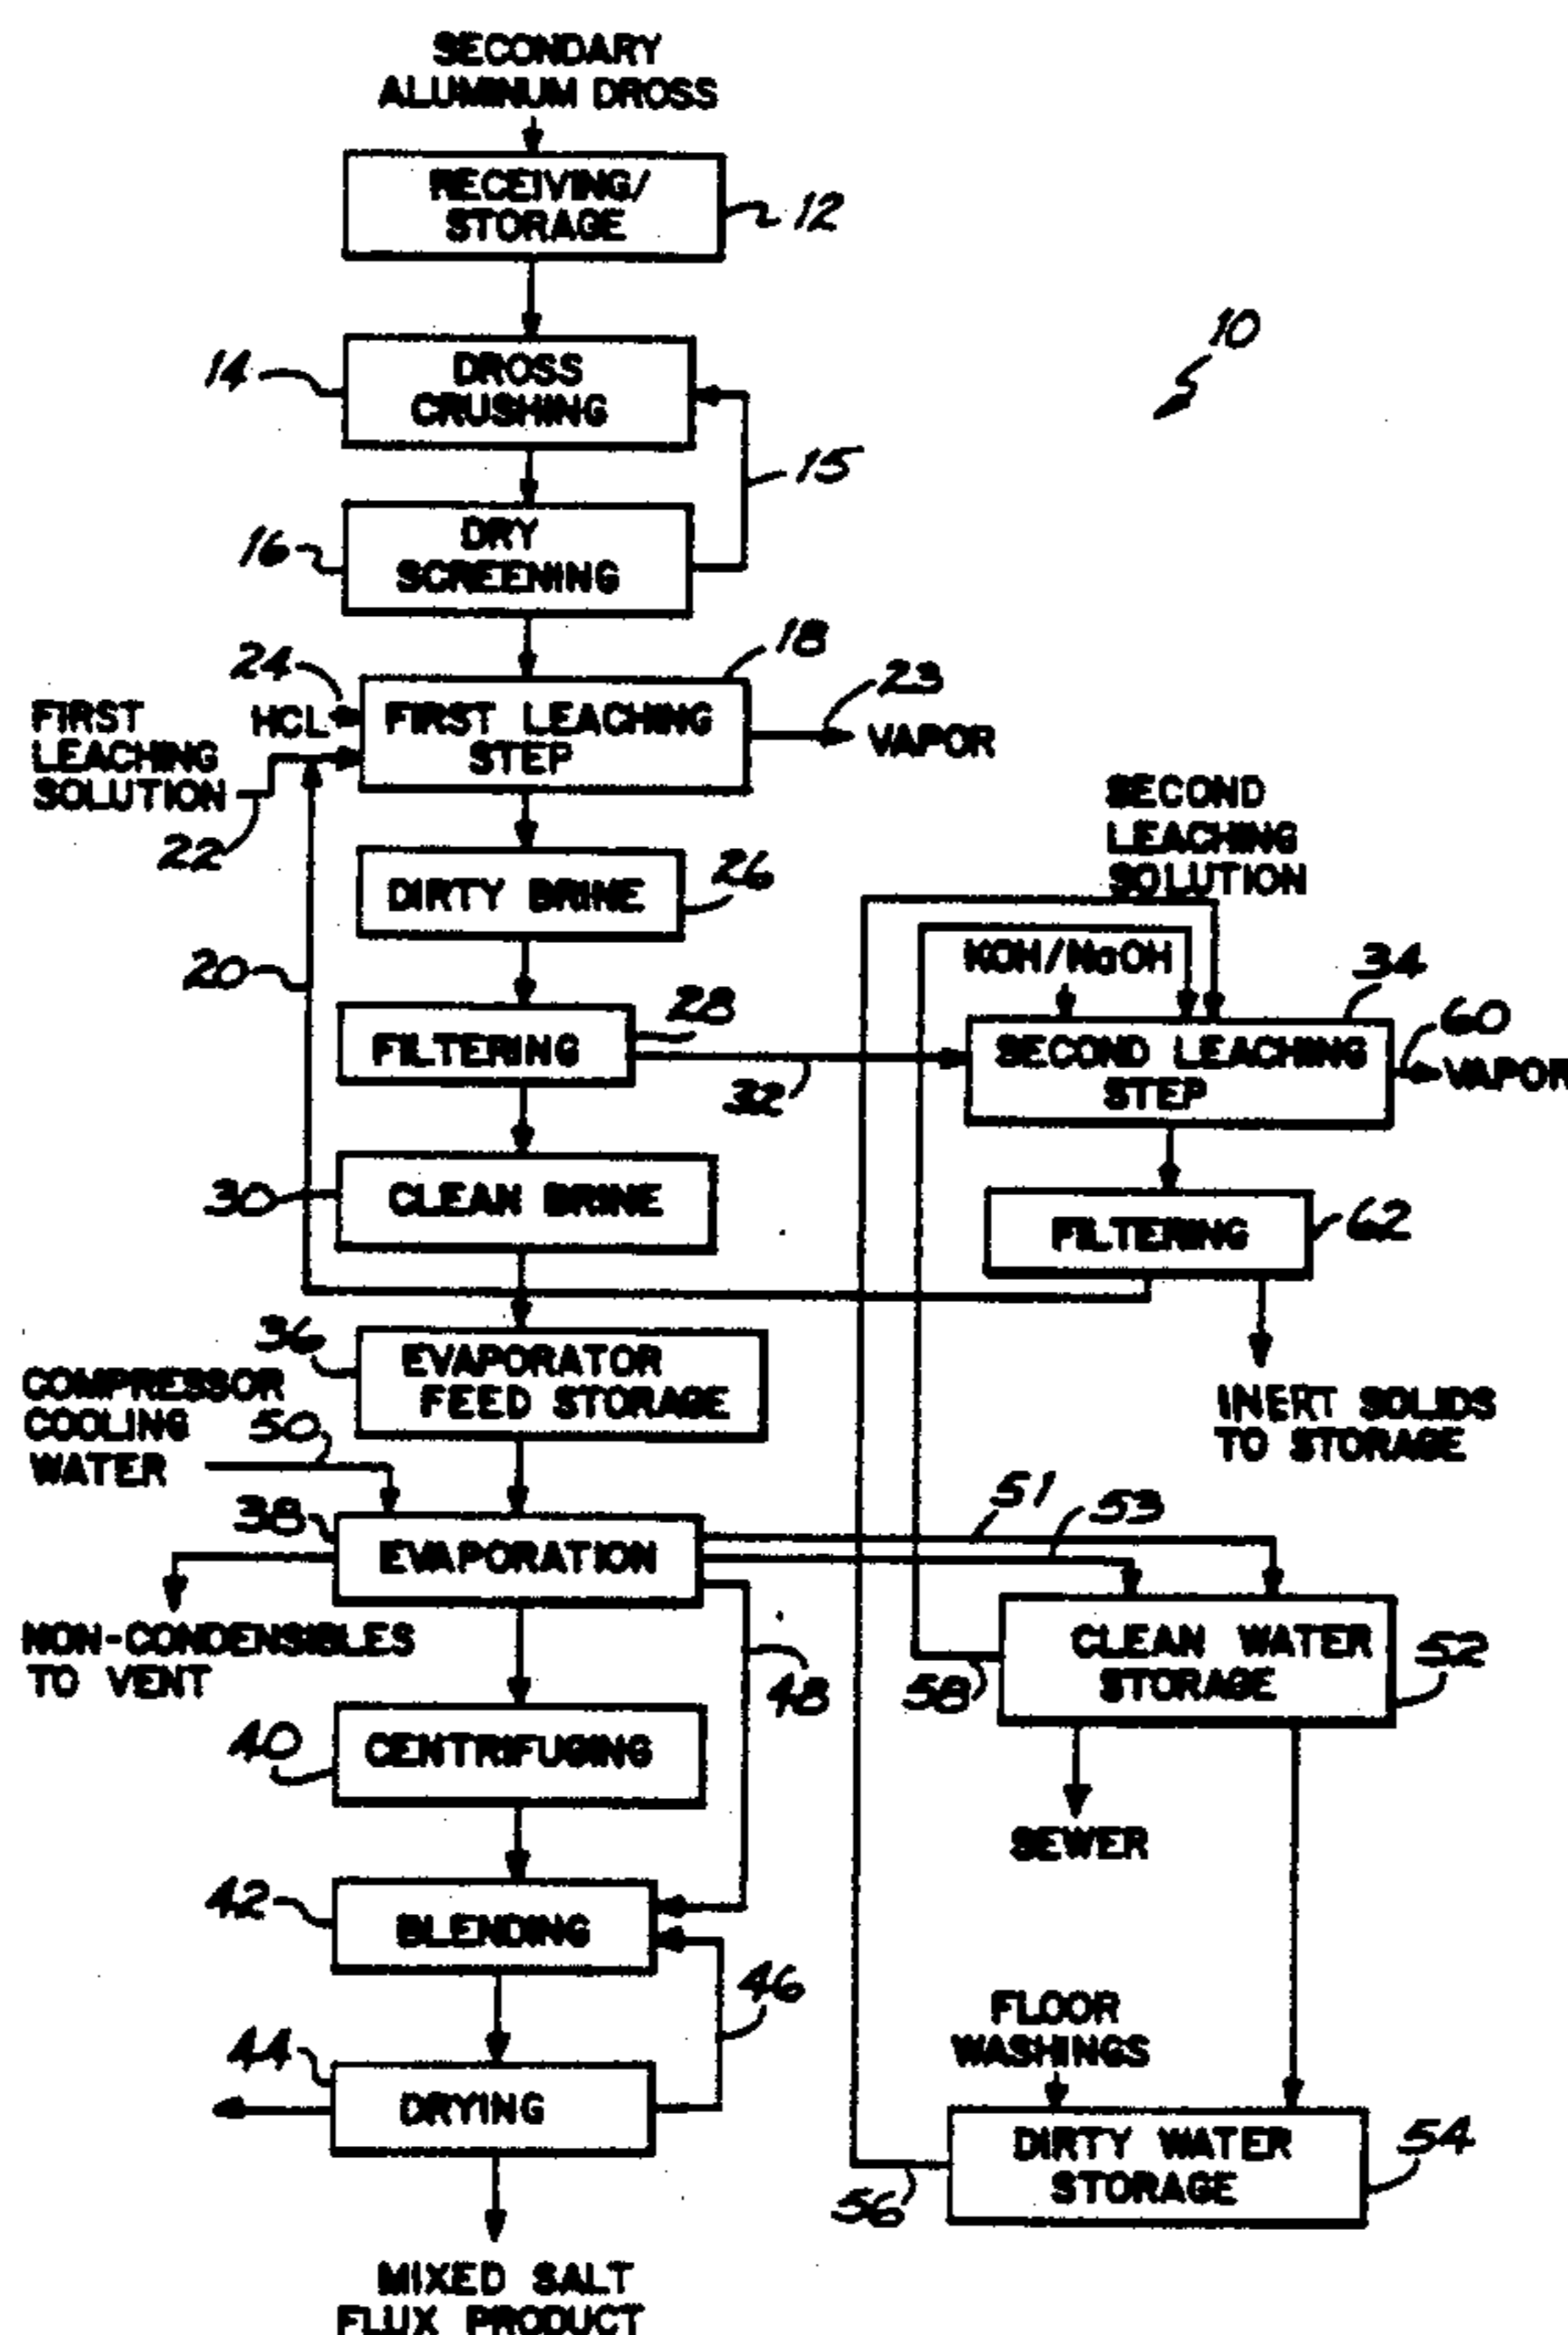 SECONDARY
ALUMINUM DROSS
RECEIVING/
STORAGE
12
10
14
DROSS
CRUSHING
15
16
DRY
SCREENING
18
24
23
FIRST
LEACHING
SOLUTION
HCL
FIRST LEACHING
STEP
VAPOR
22
SECOND
LEACHING
SOLUTION
DIRTY BRINE
26
20
KOH/NaOH
34
28
60
FILTERING
32
SECOND LEACHING
STEP
VAPOR
30
CLEAN BRINE
FILTERING
62
36
EVAPORATOR
FEED STORAGE
INERT SOLIDS
TO STORAGE
COMPRESSOR
COOLING
WATER
50
51
53
38
EVAPORATION
NON-CONDENSIBLES
TO VENT
48
58
CLEAN WATER
STORAGE
52
40
CENTRIFUGING
SEWER
42
BLENDING
46
FLOOR
WASHINGS
44
DRYING
DIRTY WATER
STORAGE
54
56
MIXED SALT
FLUX PRODUCT